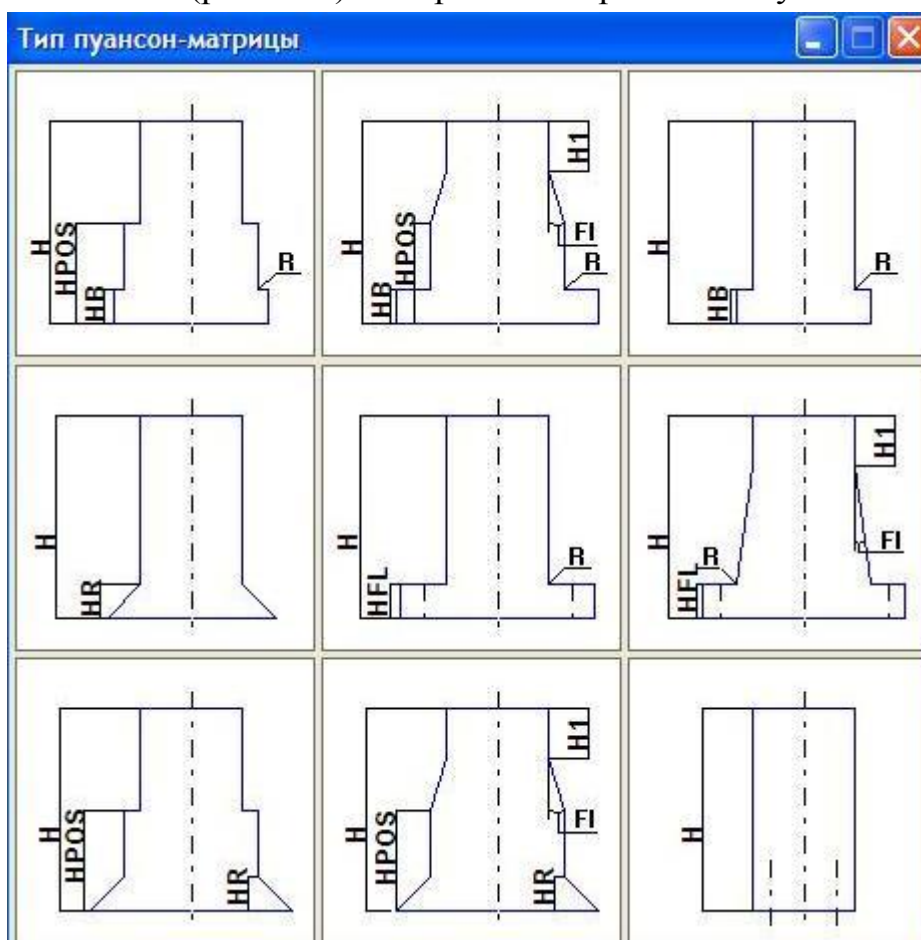 Тип пуансон-матрицы
H HPOS HB R
H HB HPOS H1 FI R
H HB R
H HR
H HFL R
H HFL R H1 FI
H HPOS HR
H HPOS H1 FI HR
H